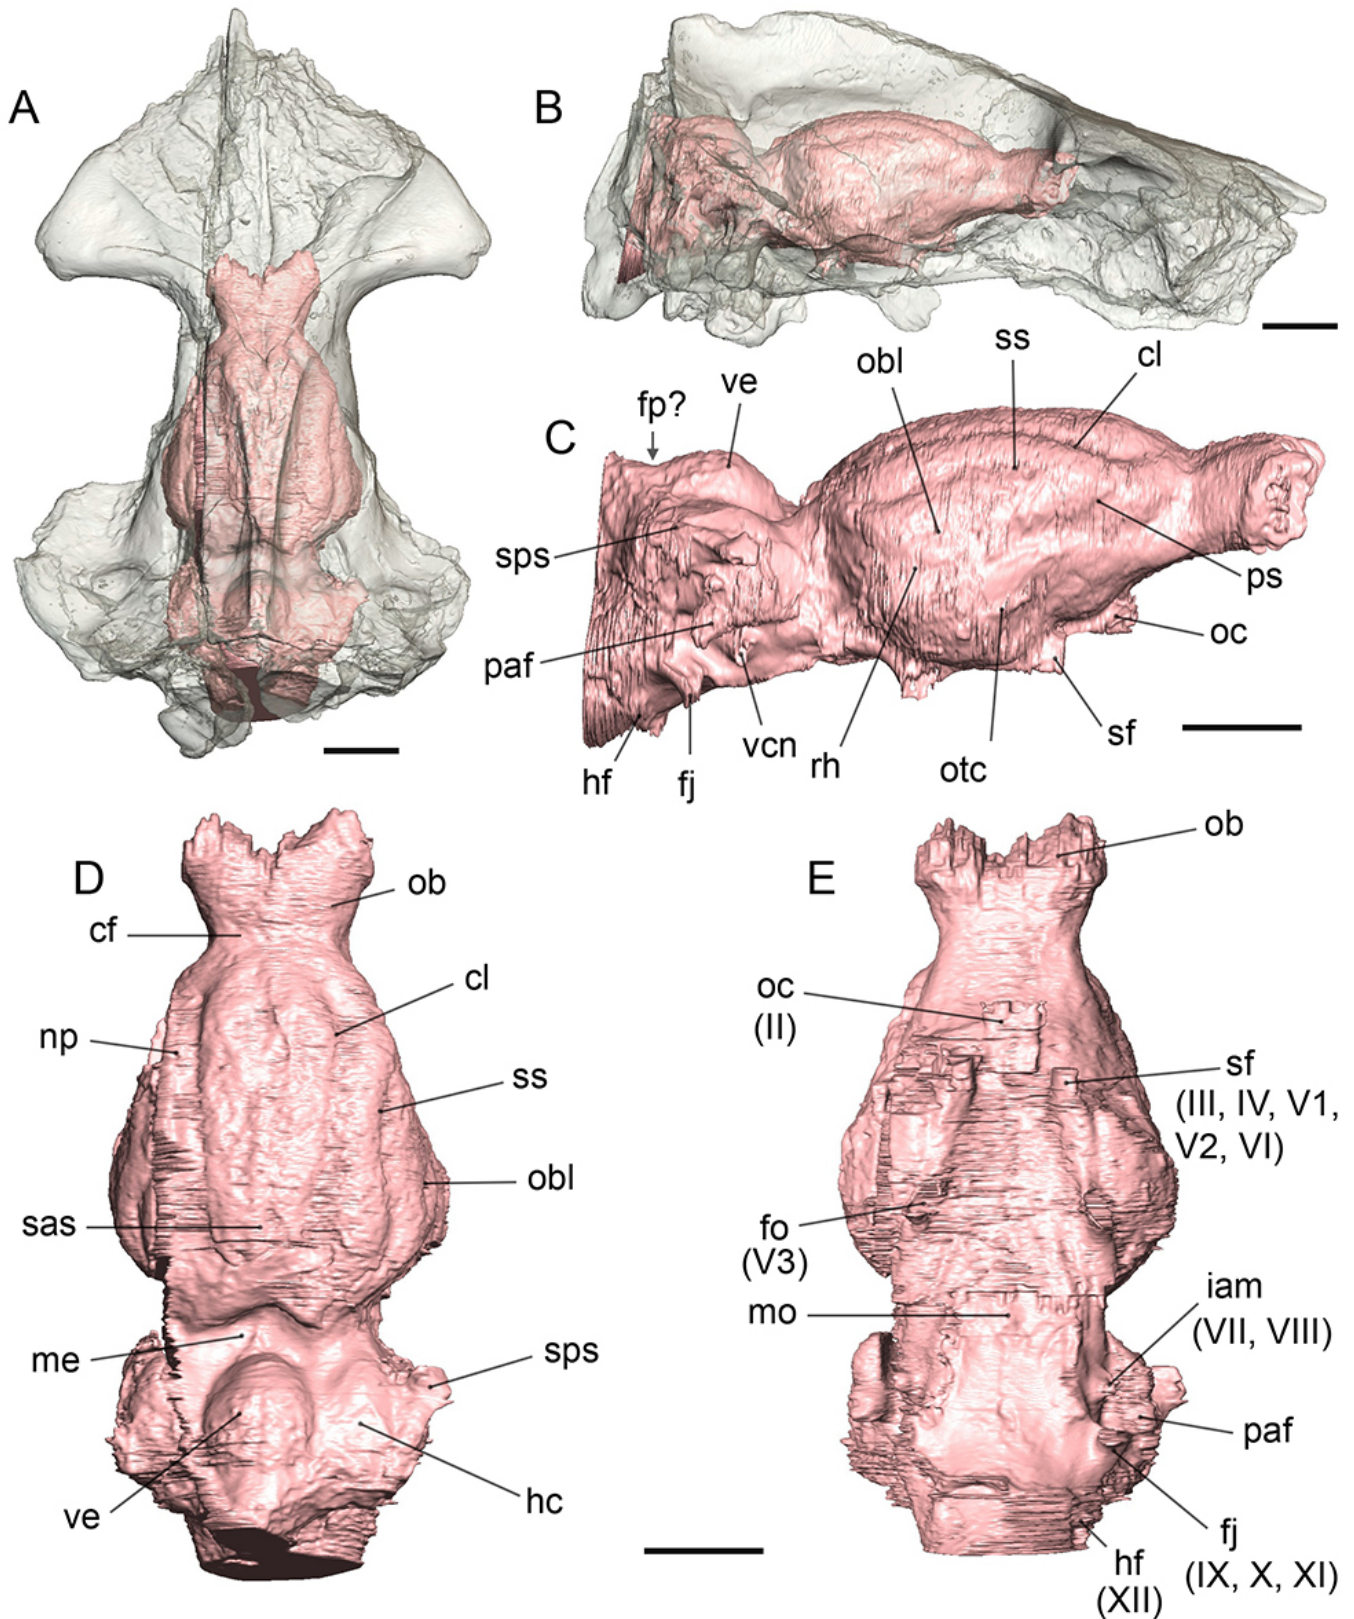 A
B
C
fp?
ve
obl
ss
cl
sps
paf
hf
fj
vcn
rh
otc
sf
oc
ps
D
ob
cf
cl
np
ss
obl
sas
me
sps
ve
hc
E
ob
oc
(II)
sf
(III, IV, V1,
V2, VI)
fo
(V3)
mo
iam
(VII, VIII)
paf
fj
(IX, X, XI)
hf
(XII)